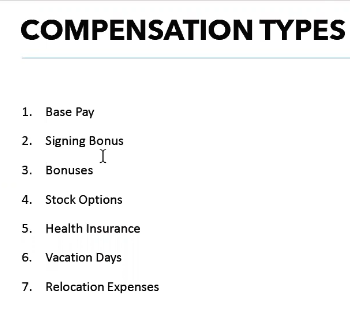 COMPENSATION TYPES
1. Base Pay
2. Signing Bonus
3. Bonuses
4. Stock Options
5. Health Insurance
6. Vacation Days
7. Relocation Expenses